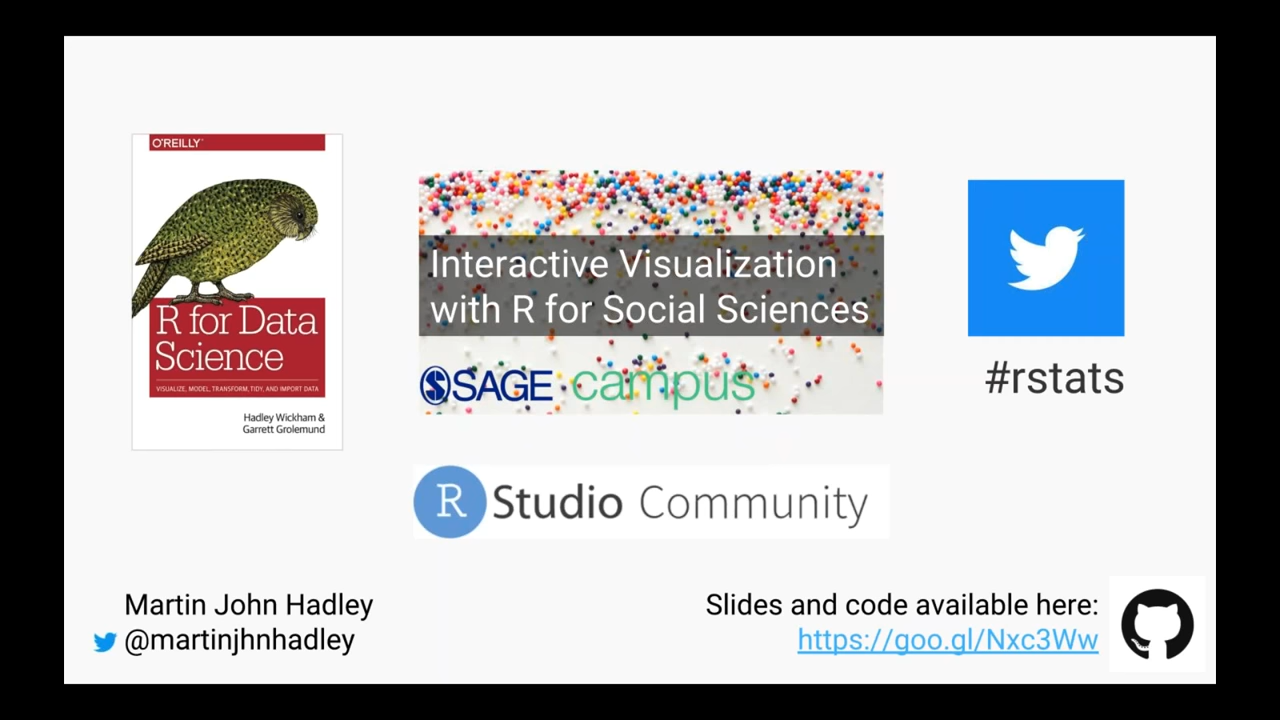 O'REILLY™
R for Data
Science
VISUALIZE, MODEL, TRANSFORM, TIDY, AND IMPORT DATA
Hadley Wickham &
Garrett Grolemund
Interactive Visualization
with R for Social Sciences
SAGE campus
#rstats
R Studio Community
Martin John Hadley
@martinjhnhadley
Slides and code available here:
https://goo.gl/Nxc3Ww